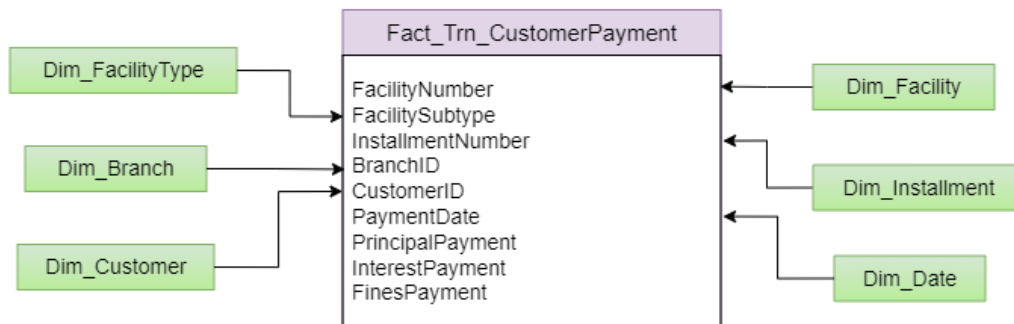 Fact_Trn_CustomerPayment
Dim_FacilityType
Dim_Branch
Dim_Customer
FacilityNumber
FacilitySubtype
InstallmentNumber
BranchID
CustomerID
PaymentDate
PrincipalPayment
InterestPayment
FinesPayment
Dim_Facility
Dim_Installment
Dim_Date